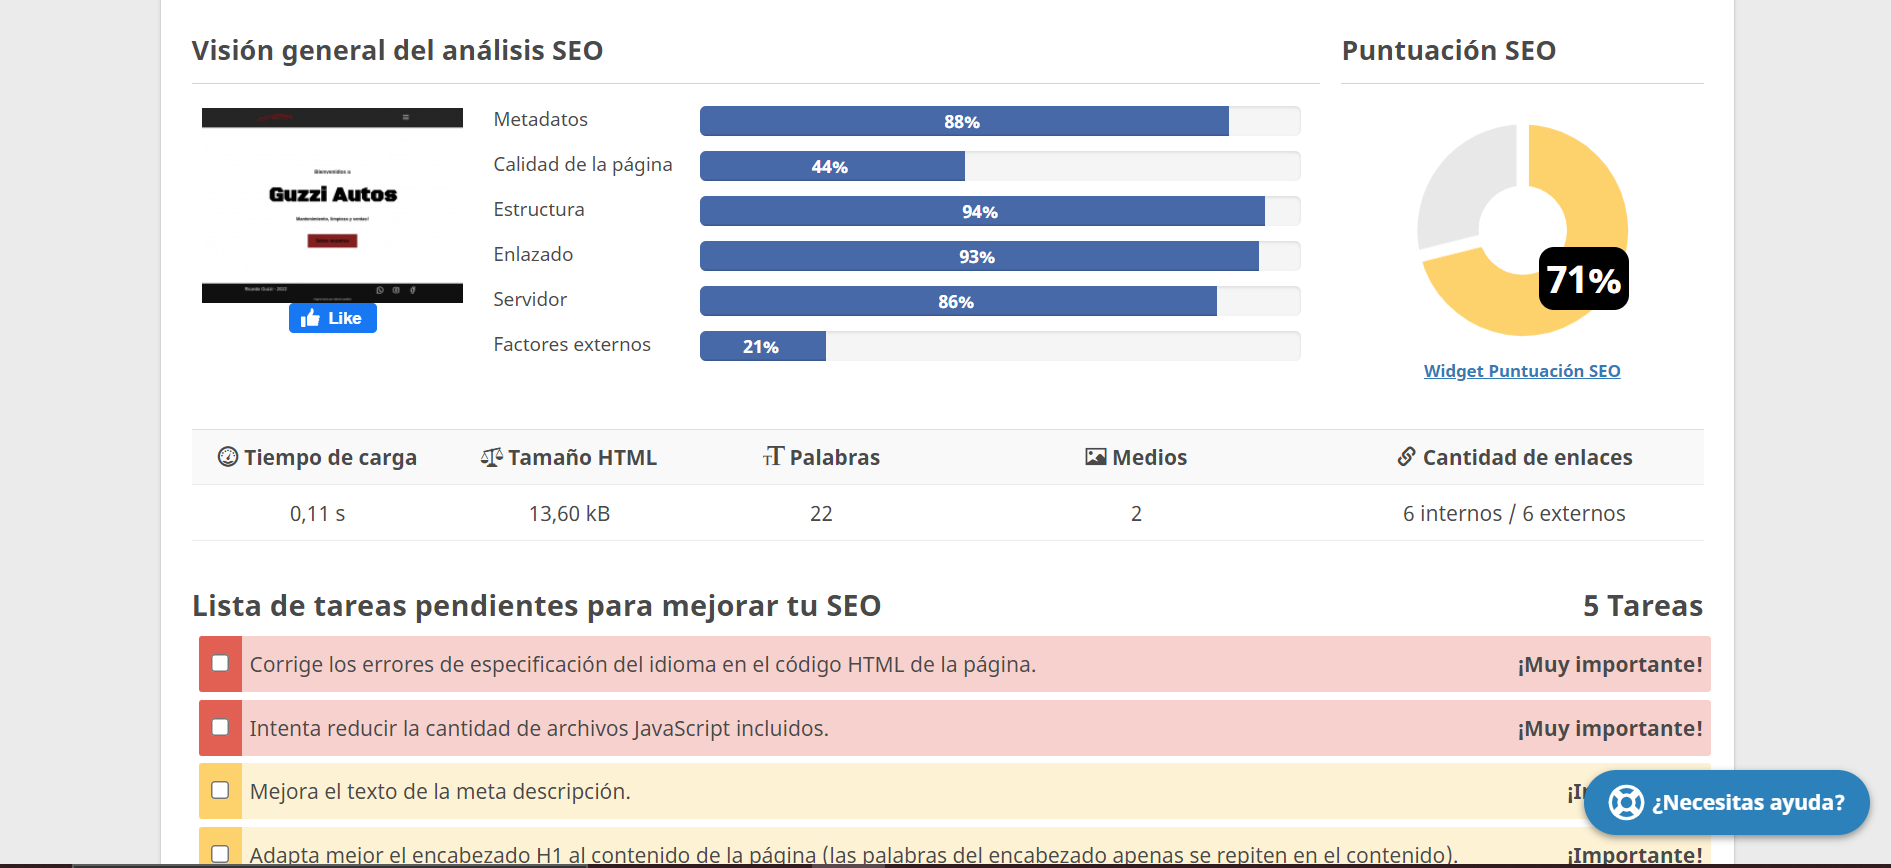 Visión general del análisis SEO
Puntuación SEO
Bienvenidos a
Guzzi Autos
Mantenimiento, limpieza y ventas!
Ricardo Guzzi - 2022
Like
Metadatos 88%
Calidad de la página 44%
Estructura 94%
Enlazado 93%
Servidor 86%
Factores externos 21%
71%
Widget Puntuación SEO
Tiempo de carga Tamaño HTML Palabras Medios Cantidad de enlaces
0,11 s 13,60 kB 22 2 6 internos / 6 externos
Lista de tareas pendientes para mejorar tu SEO 5 Tareas
Corrige los errores de especificación del idioma en el código HTML de la página. ¡Muy importante!
Intenta reducir la cantidad de archivos JavaScript incluidos. ¡Muy importante!
Mejora el texto de la meta descripción.
¿Necesitas ayuda?
Adapta mejor el encabezado H1 al contenido de la página (las palabras del encabezado apenas se repiten en el contenido). ¡Importante!